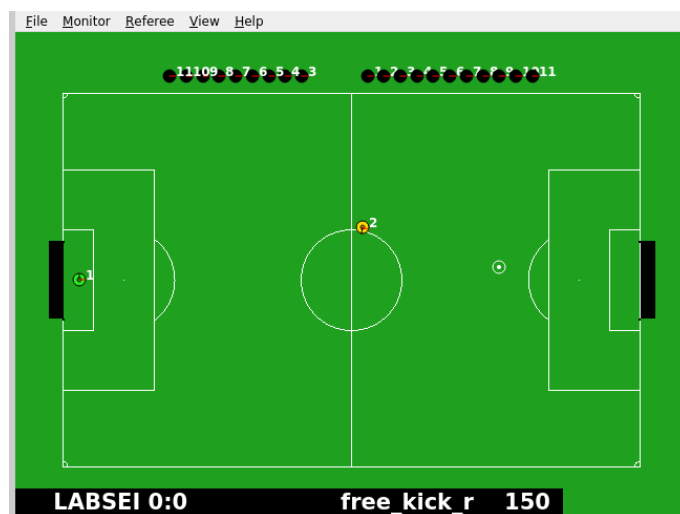 File Monitor Referee View Help
11 10 9 8 7 6 5 4 3 1 2 3 4 5 6 7 8 9 10 11
2
1
LABSEI 0:0 free_kick_r 150